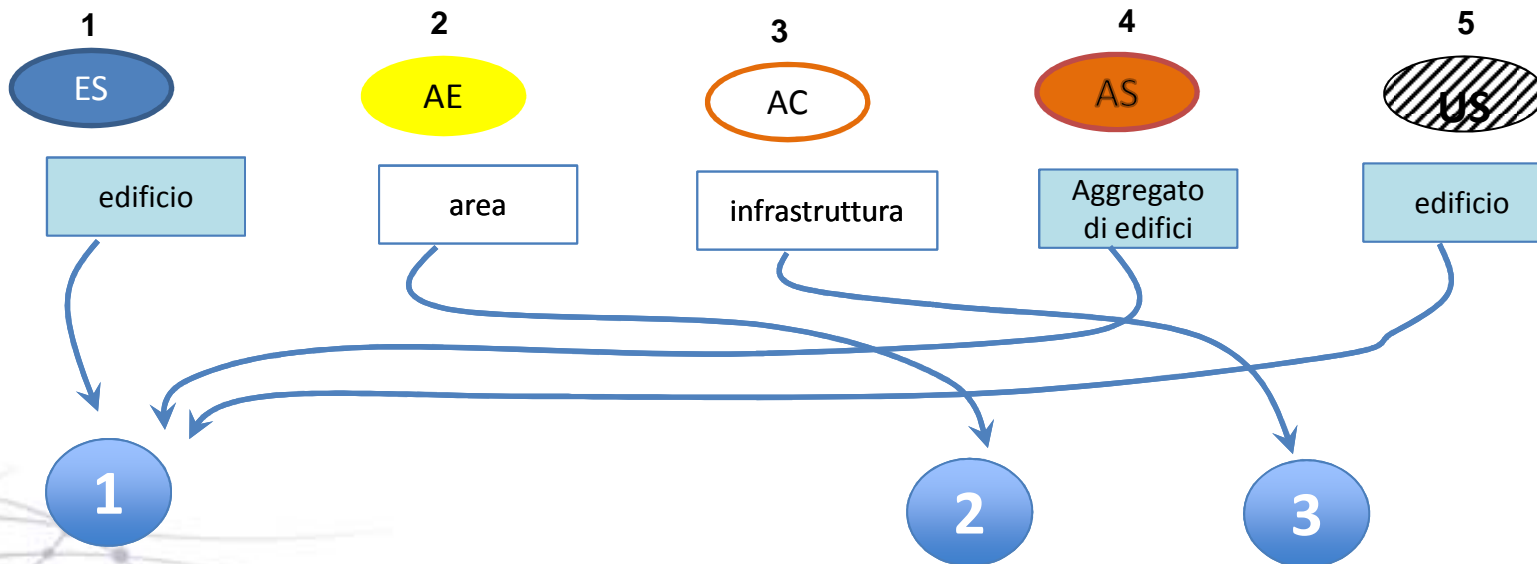 1 2 3 4 5
ES AE AC AS US
edificio area infrastruttura Aggregato di edifici edificio
1 2 3